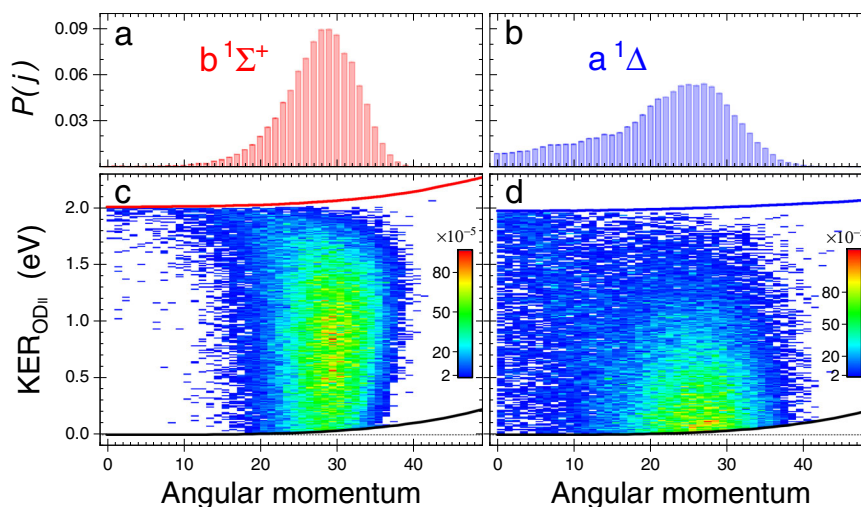 a
b ¹Σ⁺
b
a ¹Δ
P(j)
0.09
0.06
0.03
c
d
KER_ODII (eV)
2.0
1.5
1.0
0.5
0.0
×10⁻⁵
80
50
20
2
×10⁻
80
50
20
2
0 10 20 30 40
0 10 20 30 40
Angular momentum
Angular momentum